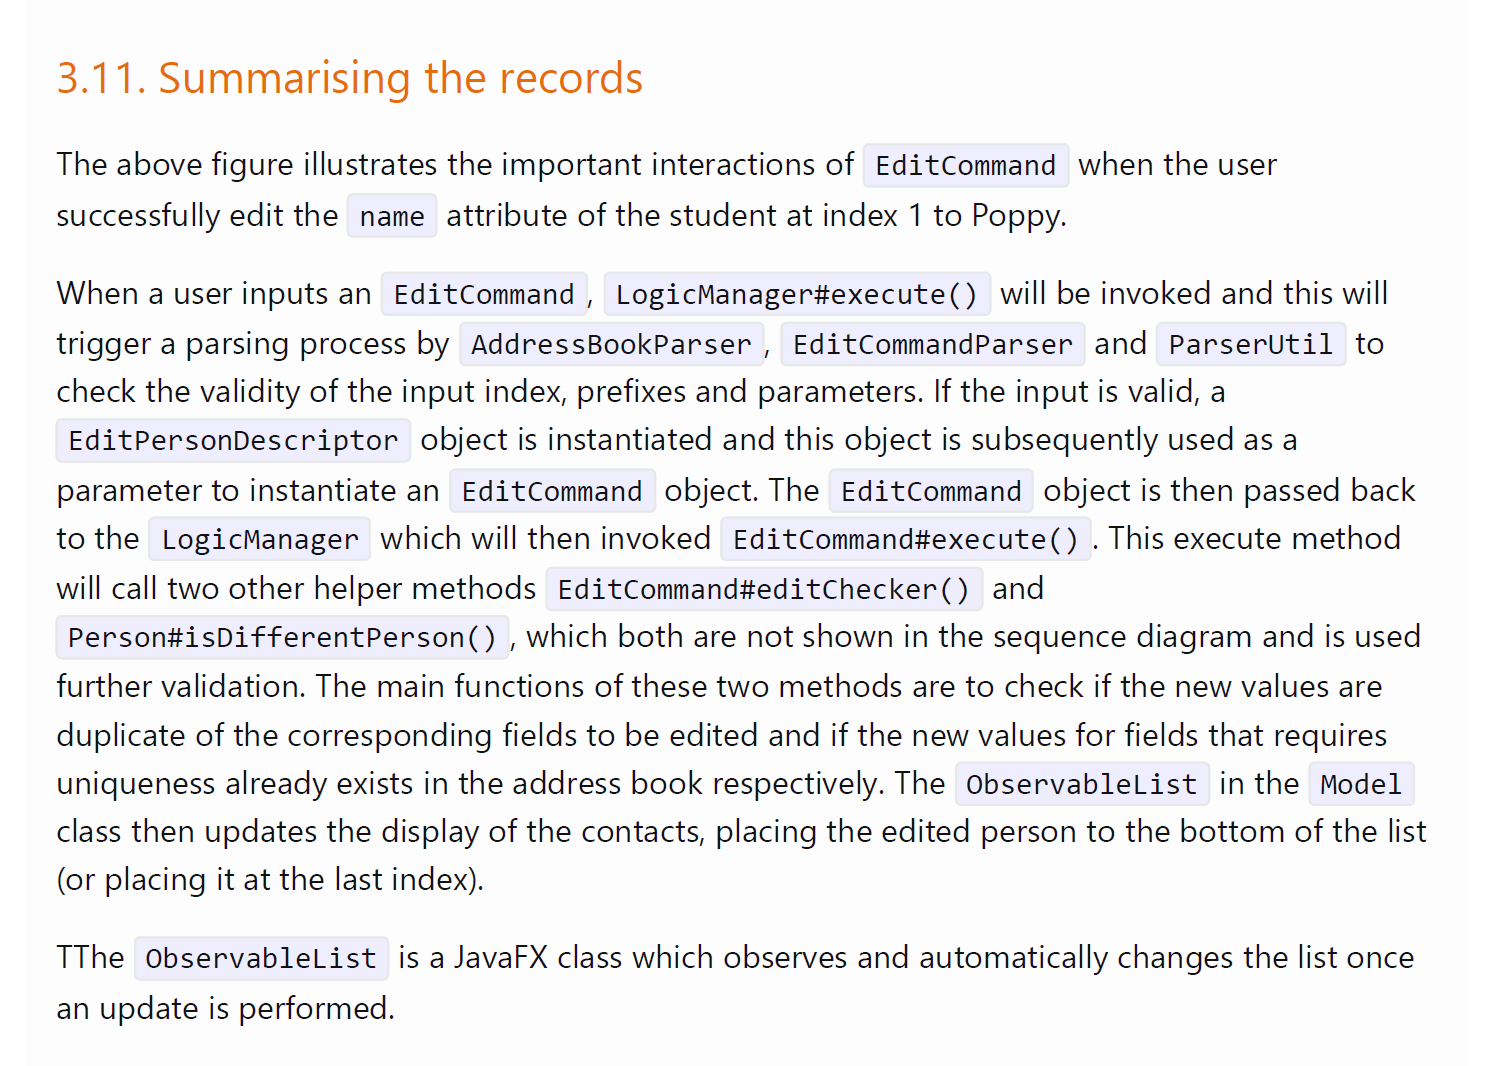 3.11. Summarising the records
The above figure illustrates the important interactions of EditCommand when the user
successfully edit the name attribute of the student at index 1 to Poppy.
When a user inputs an EditCommand, LogicManager#execute() will be invoked and this will
trigger a parsing process by AddressBookParser, EditCommandParser and ParserUtil to
check the validity of the input index, prefixes and parameters. If the input is valid, a
EditPersonDescriptor object is instantiated and this object is subsequently used as a
parameter to instantiate an EditCommand object. The EditCommand object is then passed back
to the LogicManager which will then invoked EditCommand#execute(). This execute method
will call two other helper methods EditCommand#editChecker() and
Person#isDifferentPerson(), which both are not shown in the sequence diagram and is used
further validation. The main functions of these two methods are to check if the new values are
duplicate of the corresponding fields to be edited and if the new values for fields that requires
uniqueness already exists in the address book respectively. The ObservableList in the Model
class then updates the display of the contacts, placing the edited person to the bottom of the list
(or placing it at the last index).
TThe ObservableList is a JavaFX class which observes and automatically changes the list once
an update is performed.